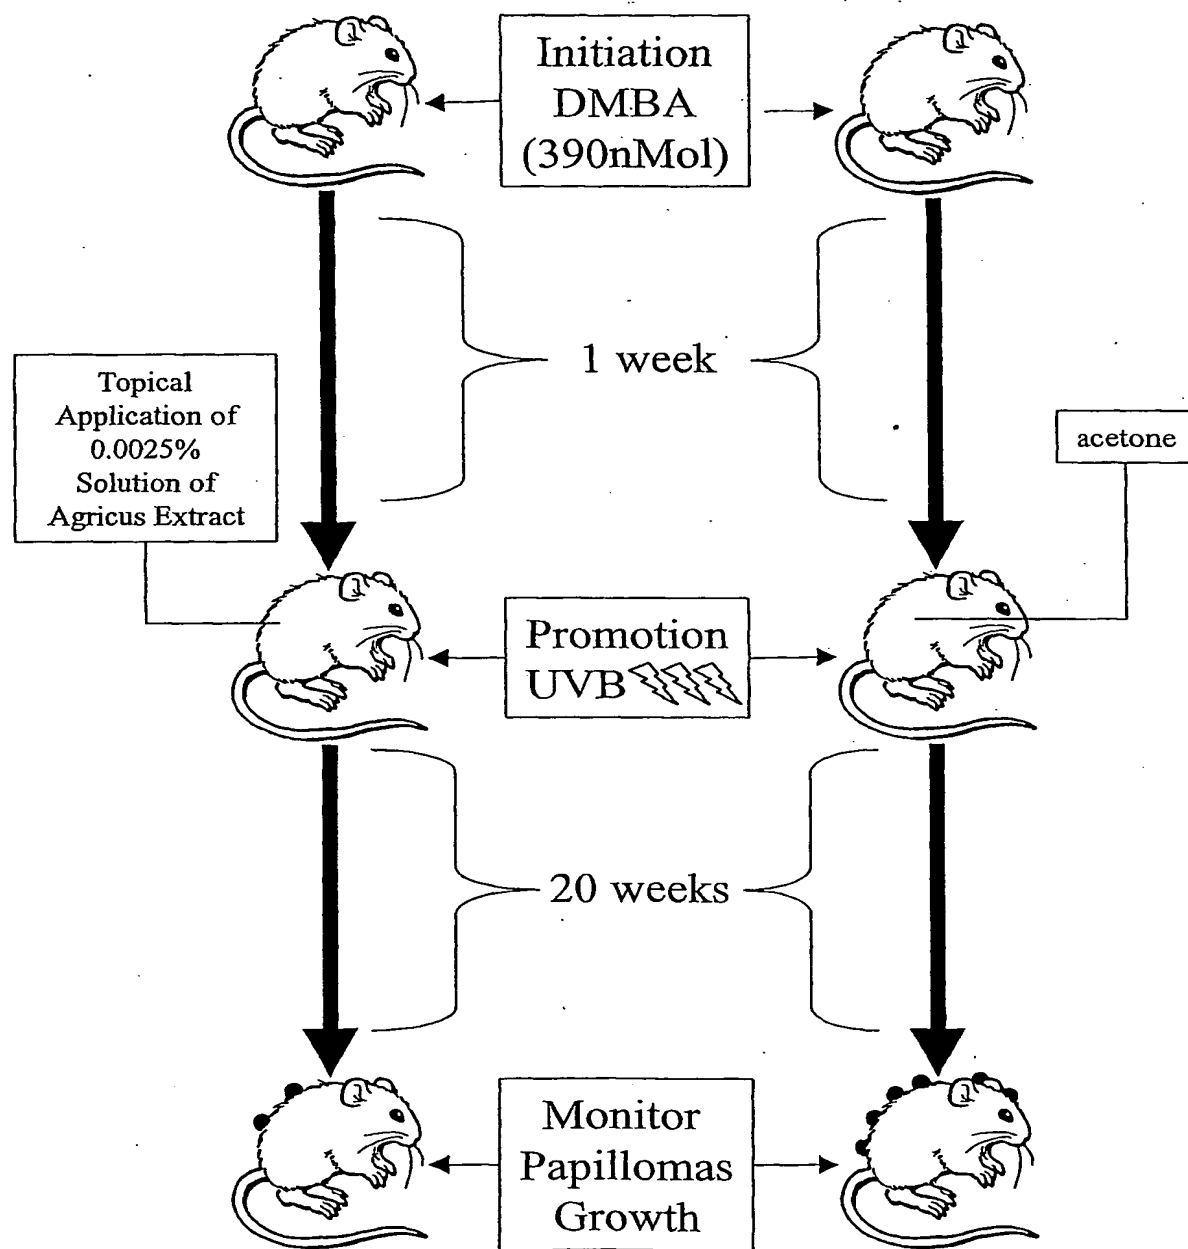 Initiation
DMBA
(390nMol)
1 week
Topical
Application of
0.0025%
Solution of
Agricus Extract
acetone
Promotion
UVB
20 weeks
Monitor
Papillomas
Growth